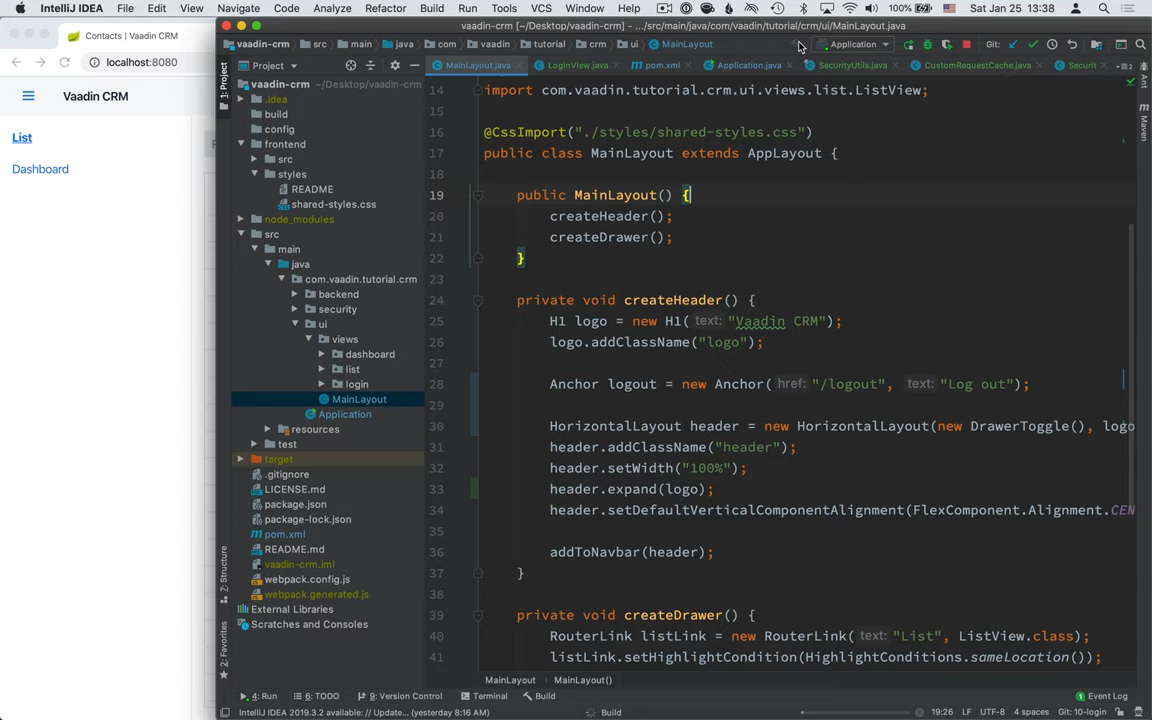 IntelliJ IDEA File Edit View Navigate Code Analyze Refactor Build Run Tools VCS Window Help 100% Sat Jan 25 13:38
vaadin-crm [~/Desktop/vaadin-crm] - .../src/main/java/com/vaadin/tutorial/crm/ui/MainLayout.java
Contacts | Vaadin CRM
localhost:8080
Vaadin CRM
List
Dashboard
vaadin-crm src main java com vaadin tutorial crm ui MainLayout Application Git:
Project
MainLayout.java LoginView.java pom.xml Application.java SecurityUtils.java CustomRequestCache.java Securit
1: Project
7: Structure
2: Favorites
Ant
Maven
vaadin-crm ~/Desktop/vaadin-crm
.idea
build
config
frontend
src
styles
README
shared-styles.css
node_modules
src
main
java
com.vaadin.tutorial.crm
backend
security
ui
views
dashboard
list
login
MainLayout
Application
resources
test
target
.gitignore
LICENSE.md
package.json
package-lock.json
pom.xml
README.md
vaadin-crm.iml
webpack.config.js
webpack.generated.js
External Libraries
Scratches and Consoles
14 import com.vaadin.tutorial.crm.ui.views.list.ListView;
15
16 @CssImport("./styles/shared-styles.css")
17 public class MainLayout extends AppLayout {
18
19 public MainLayout() {
20 createHeader();
21 createDrawer();
22 }
23
24 private void createHeader() {
25 H1 logo = new H1( text: "Vaadin CRM");
26 logo.addClassName("logo");
27
28 Anchor logout = new Anchor( href: "/logout", text: "Log out");
29
30 HorizontalLayout header = new HorizontalLayout(new DrawerToggle(), logo
31 header.addClassName("header");
32 header.setWidth("100%");
33 header.expand(logo);
34 header.setDefaultVerticalComponentAlignment(FlexComponent.Alignment.CEN
35
36 addToNavbar(header);
37 }
38
39 private void createDrawer() {
40 RouterLink listLink = new RouterLink( text: "List", ListView.class);
41 listLink.setHighlightCondition(HighlightConditions.sameLocation());
MainLayout MainLayout()
4: Run 6: TODO 9: Version Control Terminal Build Event Log
IntelliJ IDEA 2019.3.2 available: // Update... (yesterday 8:16 AM) Build 19:26 LF UTF-8 4 spaces Git: 10-login